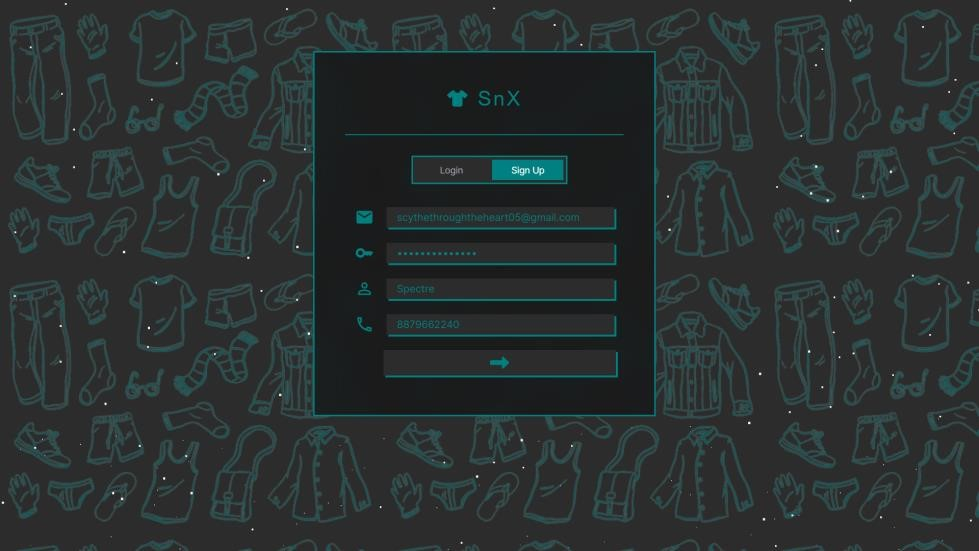 SnX
Login Sign Up
scythethroughtheheart05@gmail.com
••••••••••••••
Spectre
8879662240